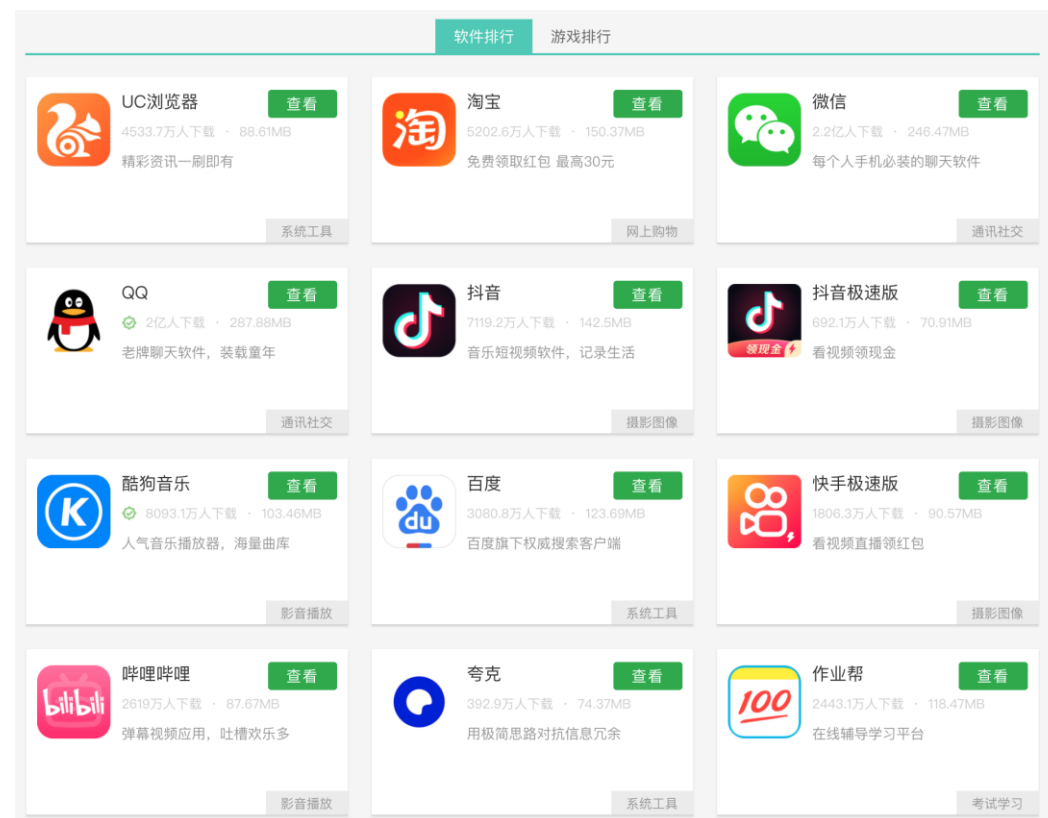 软件排行 游戏排行
UC浏览器 查看
4533.7万人下载 · 88.61MB
精彩资讯一刷即有
系统工具
淘
淘宝 查看
5202.6万人下载 · 150.37MB
免费领取红包 最高30元
网上购物
微信 查看
2.2亿人下载 · 246.47MB
每个人手机必装的聊天软件
通讯社交
QQ 查看
2亿人下载 · 287.88MB
老牌聊天软件，装载童年
通讯社交
抖音 查看
7119.2万人下载 · 142.5MB
音乐短视频软件，记录生活
摄影图像
领现金
抖音极速版 查看
692.1万人下载 · 70.91MB
看视频领现金
摄影图像
K
酷狗音乐 查看
8093.1万人下载 · 103.46MB
人气音乐播放器，海量曲库
影音播放
du
百度 查看
3080.8万人下载 · 123.69MB
百度旗下权威搜索客户端
系统工具
快手极速版 查看
1806.3万人下载 · 90.57MB
看视频直播领红包
摄影图像
bilibili
哔哩哔哩 查看
2619万人下载 · 87.67MB
弹幕视频应用，吐槽欢乐多
影音播放
夸克 查看
392.9万人下载 · 74.37MB
用极简思路对抗信息冗余
系统工具
100
作业帮 查看
2443.1万人下载 · 118.47MB
在线辅导学习平台
考试学习